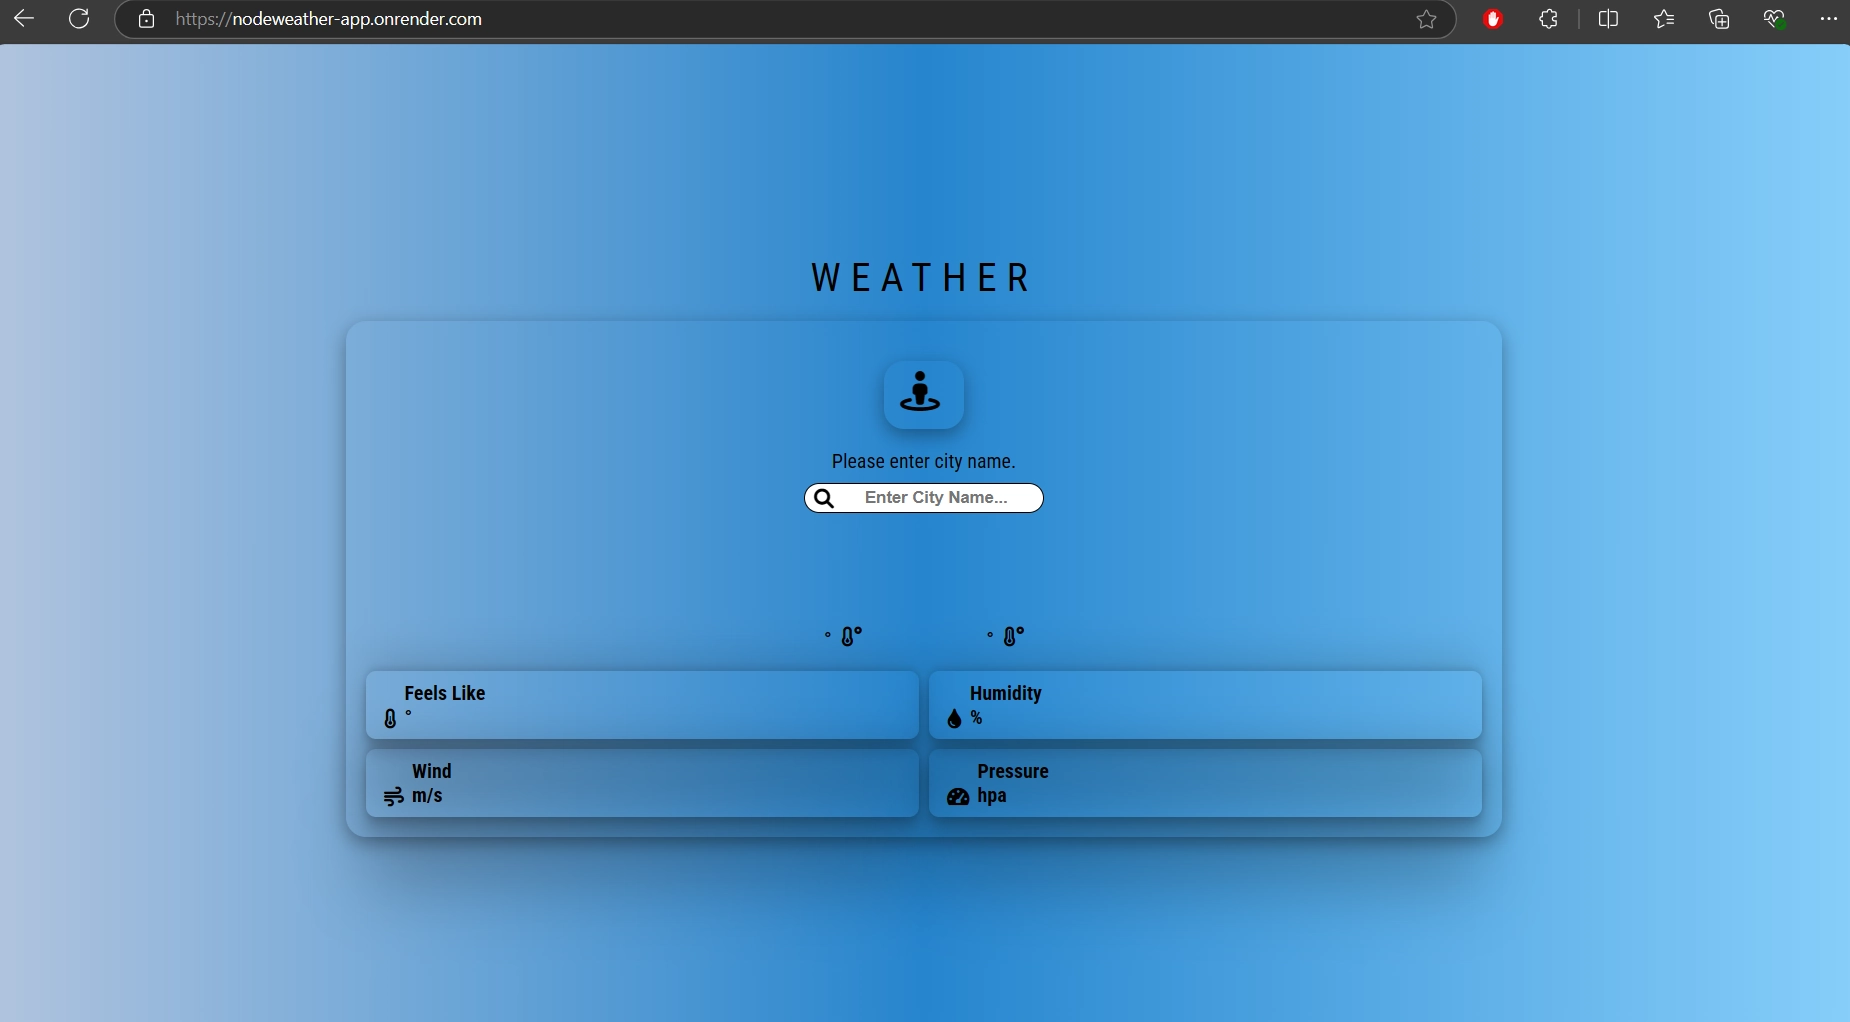 https://nodeweather-app.onrender.com
WEATHER
Please enter city name.
Enter City Name...
° °
° °
Feels Like
°
Humidity
%
Wind
m/s
Pressure
hpa